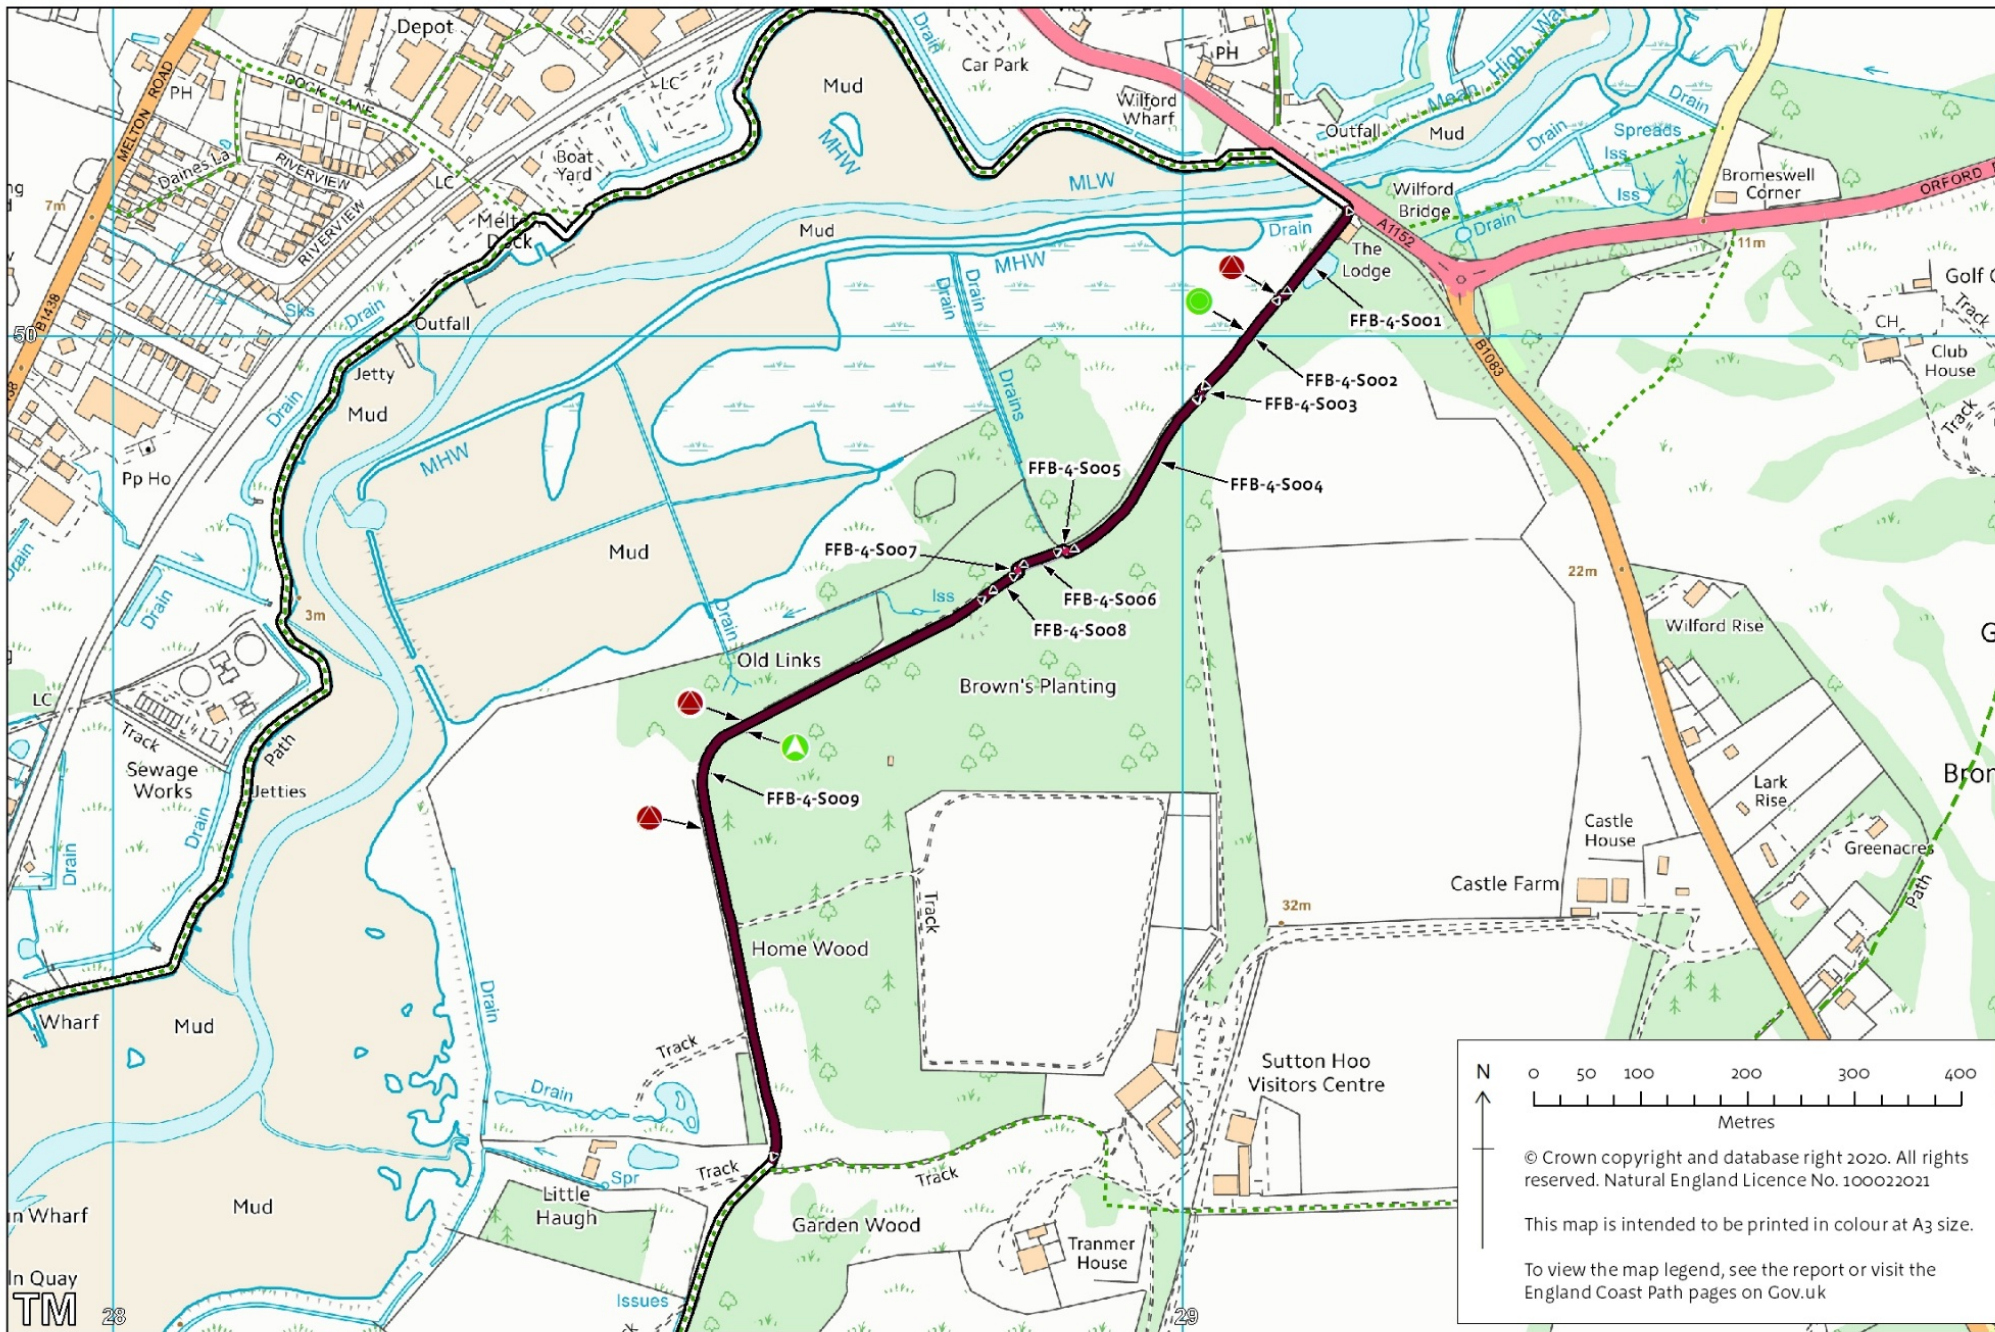 Depot
View
PH
Car Park
Drain
Mud
LC
MELTON ROAD
PH
DOCK LANE
Mean High Wa
Drain
Wilford
Wharf
Outfall
Mud
Drain
Spreads
Iss
Daines La
RIVERVIEW
LC
Boat
Yard
MHW
MLW
Wilford
Bridge
Iss
Bromeswell
Corner
ORFORD
7m
RIVERVIEW
Melton
Dock
Mud
Drain
Drain
A1152
The
Lodge
11m
MHW
Drain
Drain
Golf
Track
Sks
Drain
Outfall
B1438
50
FFB-4-S001
CH
Club
House
B1083
Jetty
Drain
Mud
Drains
FFB-4-S002
FFB-4-S003
Track
MHW
Pp Ho
FFB-4-S005
FFB-4-S004
FFB-4-S007
Mud
22m
Drain
Drain
3m
Iss
FFB-4-S006
FFB-4-S008
Drain
Wilford Rise
Old Links
Brown's Planting
LC
Track
Path
Sewage
Works
Jetties
FFB-4-S009
Lark
Rise
Bron
Castle
House
Greenacres
Drain
Drain
Castle Farm
Path
32m
Track
Home Wood
Drain
Wharf
Mud
Track
Sutton Hoo
Visitors Centre
Drain
N
0 50 100 200 300 400
Metres
© Crown copyright and database right 2020. All rights
reserved. Natural England Licence No. 100022021
Spr
Track
Track
Little
Haugh
Mud
n Wharf
Garden Wood
This map is intended to be printed in colour at A3 size.
Tranmer
House
To view the map legend, see the report or visit the
England Coast Path pages on Gov.uk
In Quay
TM
28
Issues
29